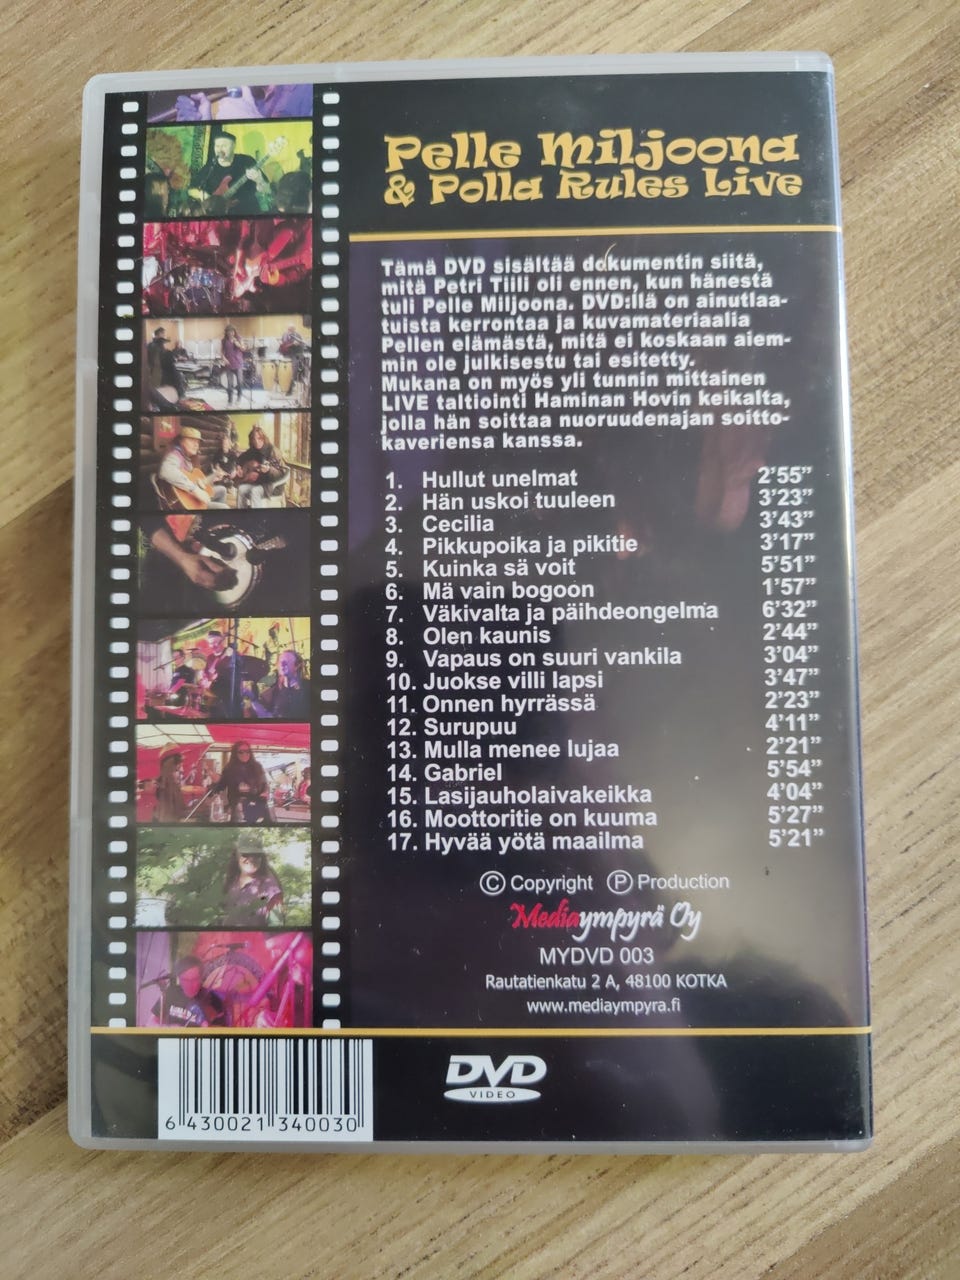 Pelle Miljoona
& Polla Rules Live
Tämä DVD sisältää dokumentin siitä,
mitä Petri Tiili oli ennen, kun hänestä
tuli Pelle Miljoona. DVD:llä on ainutlaa-
tuista kerrontaa ja kuvamateriaalia
Pellen elämästä, mitä ei koskaan aiem-
min ole julkisestu tai esitetty.
Mukana on myös yli tunnin mittainen
LIVE taltiointi Haminan Hovin keikalta,
jolla hän soittaa nuoruudenajan soitto-
kaveriensa kanssa.
1. Hullut unelmat 2'55”
2. Hän uskoi tuuleen 3'23”
3. Cecilia 3'43”
4. Pikkupoika ja pikitie 3'17”
5. Kuinka sä voit 5'51”
6. Mä vain bogoon 1'57”
7. Väkivalta ja päihdeongelma 6'32”
8. Olen kaunis 2'44”
9. Vapaus on suuri vankila 3'04”
10. Juokse villi lapsi 3'47”
11. Onnen hyrrässä 2'23”
12. Surupuu 4'11”
13. Mulla menee lujaa 2'21”
14. Gabriel 5'54”
15. Lasijauholaivakeikka 4'04”
16. Moottoritie on kuuma 5'27”
17. Hyvää yötä maailma 5'21”
Ⓒ Copyright Ⓟ Production
Mediaympyrä Oy
MYDVD 003
Rautatienkatu 2 A, 48100 KOTKA
www.mediaympyra.fi
DVD
VIDEO
6 430021 340030